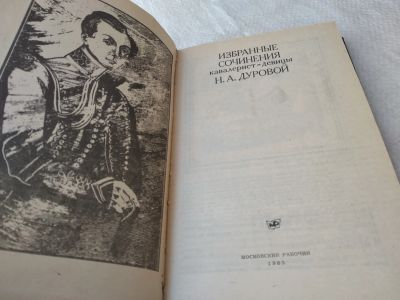 ИЗБРАННЫЕ
СОЧИНЕНИЯ
кавалерист-девицы
Н. А. ДУРОВОЙ
МОСКОВСКИЙ РАБОЧИЙ
1983